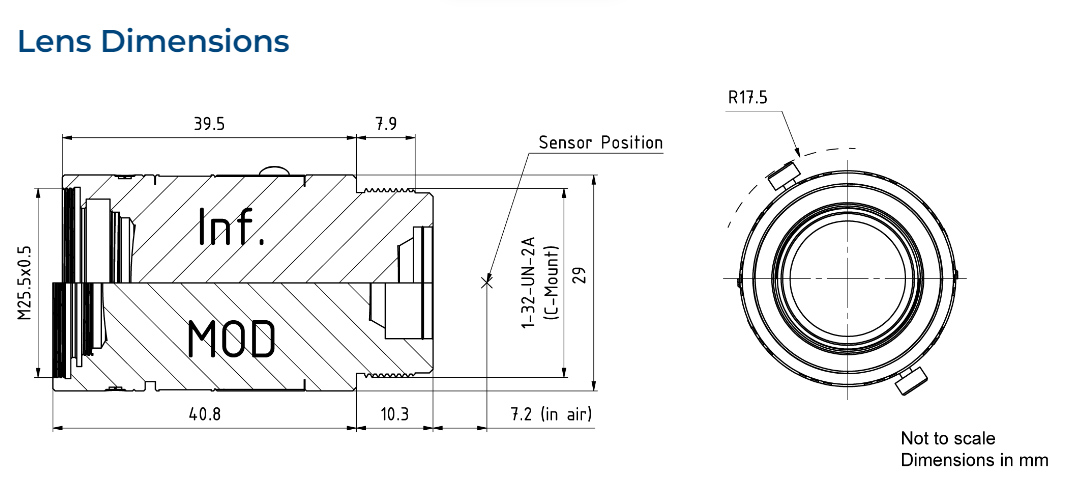 Lens Dimensions
R17.5
39.5
7.9
Sensor Position
M25.5x0.5
Inf.
MOD
1-32-UN-2A
(C-Mount)
29
40.8
10.3
7.2 (in air)
Not to scale
Dimensions in mm